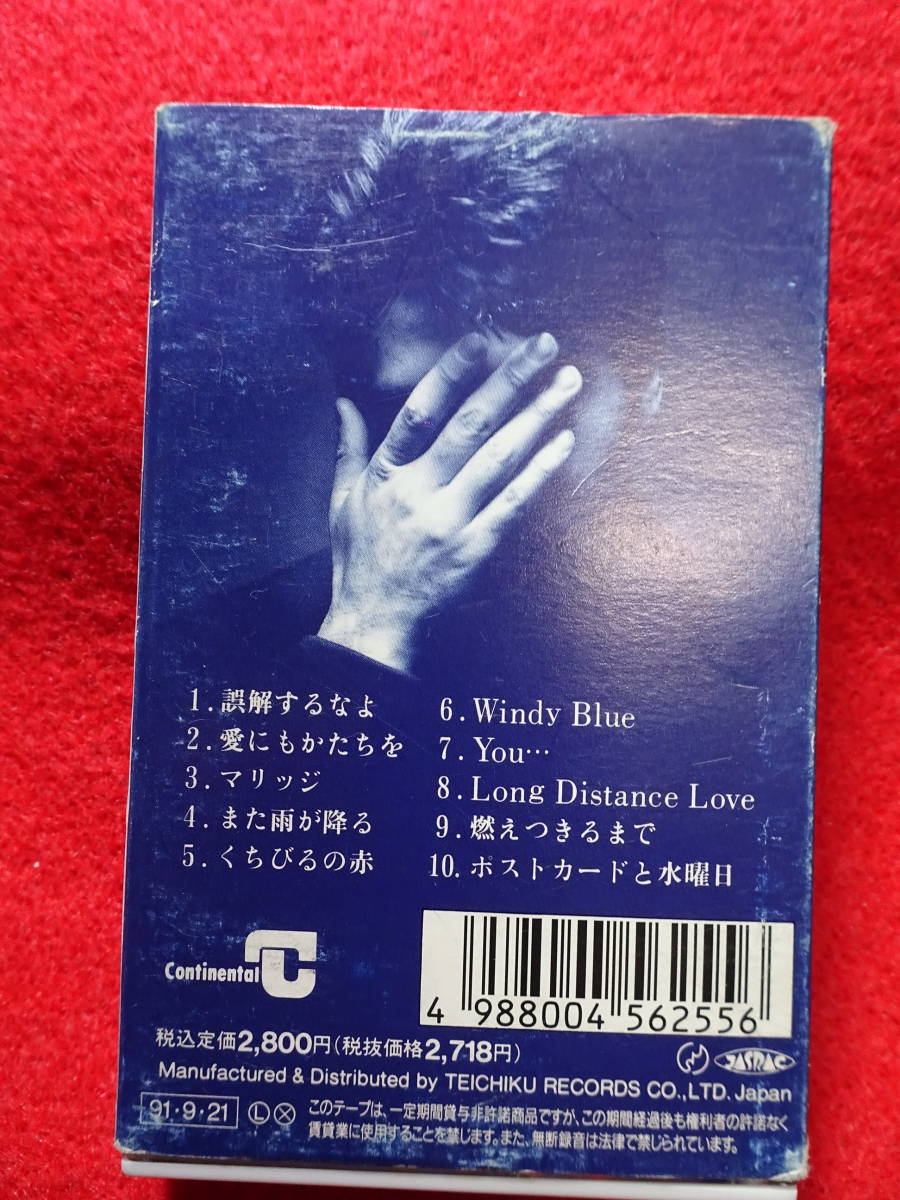 1. 誤解するなよ
2. 愛にもかたちを
3. マリッジ
4. また雨が降る
5. くちびるの赤
6. Windy Blue
7. You…
8. Long Distance Love
9. 燃えつきるまで
10. ポストカードと水曜日
Continental
4 988004 562556
税込定価2,800円(税抜価格2,718円)
JASRAC
Manufactured & Distributed by TEICHIKU RECORDS CO., LTD. Japan
91・9・21 Ⓛ Ⓧ
このテープは、一定期間貸与非許諾商品ですが、この期間経過後も権利者の許諾なく
賃貸業に使用することを禁じます。また、無断録音は法律で禁じられています。